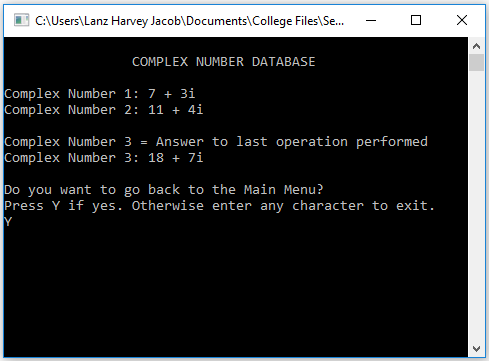 C:\Users\Lanz Harvey Jacob\Documents\College Files\Se...
COMPLEX NUMBER DATABASE
Complex Number 1: 7 + 3i
Complex Number 2: 11 + 4i
Complex Number 3 = Answer to last operation performed
Complex Number 3: 18 + 7i
Do you want to go back to the Main Menu?
Press Y if yes. Otherwise enter any character to exit.
Y